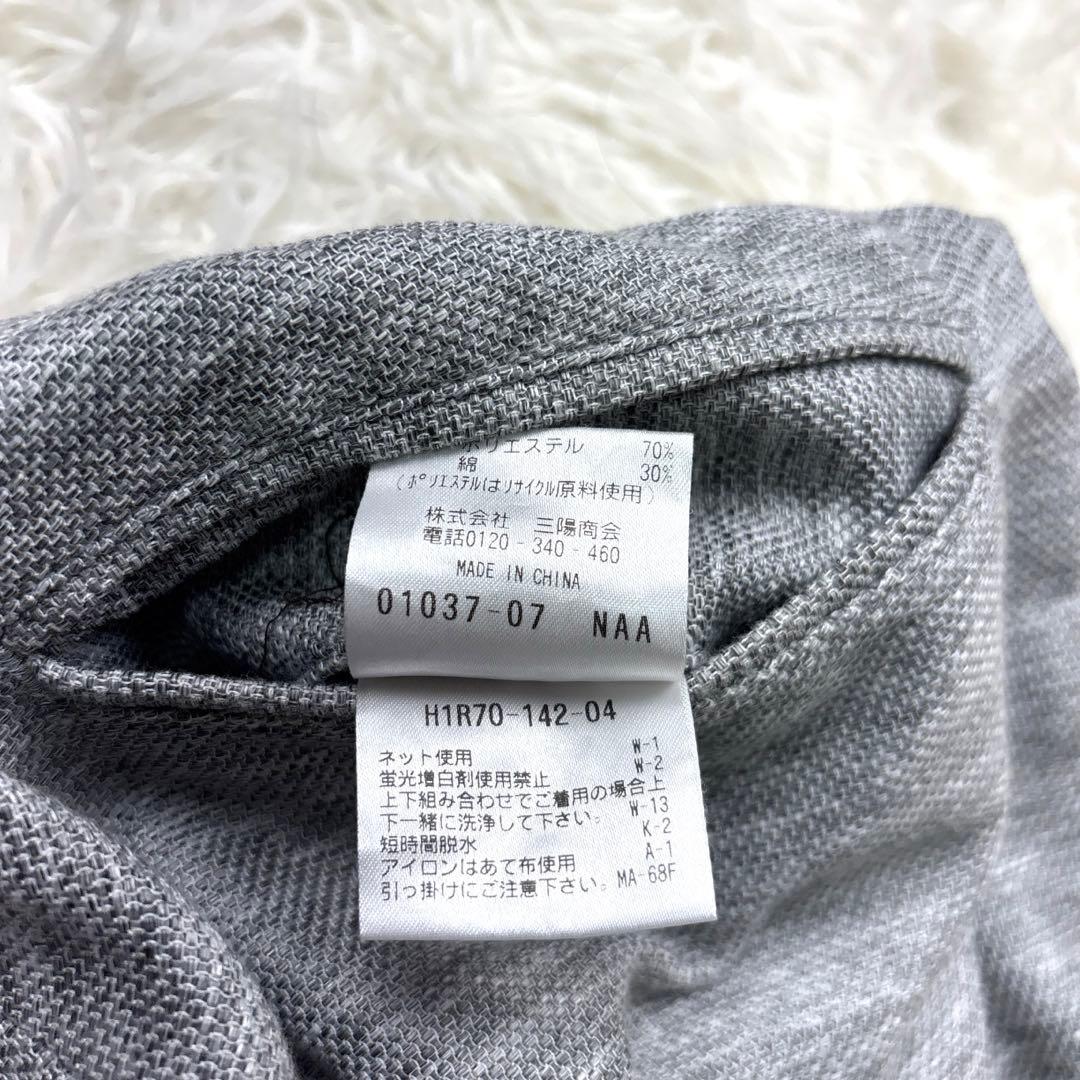 ポリエステル 70%
綿 30%
(ポリエステルはリサイクル原料使用)
株式会社 三陽商会
電話0120-340-460
MADE IN CHINA
01037-07 NAA
H1R70-142-04
ネット使用 W-1
蛍光増白剤使用禁止 W-2
上下組み合わせでご着用の場合上
下一緒に洗浄して下さい。 W-13
短時間脱水 K-2
アイロンはあて布使用 A-1
引っ掛けにご注意下さい。 MA-68F